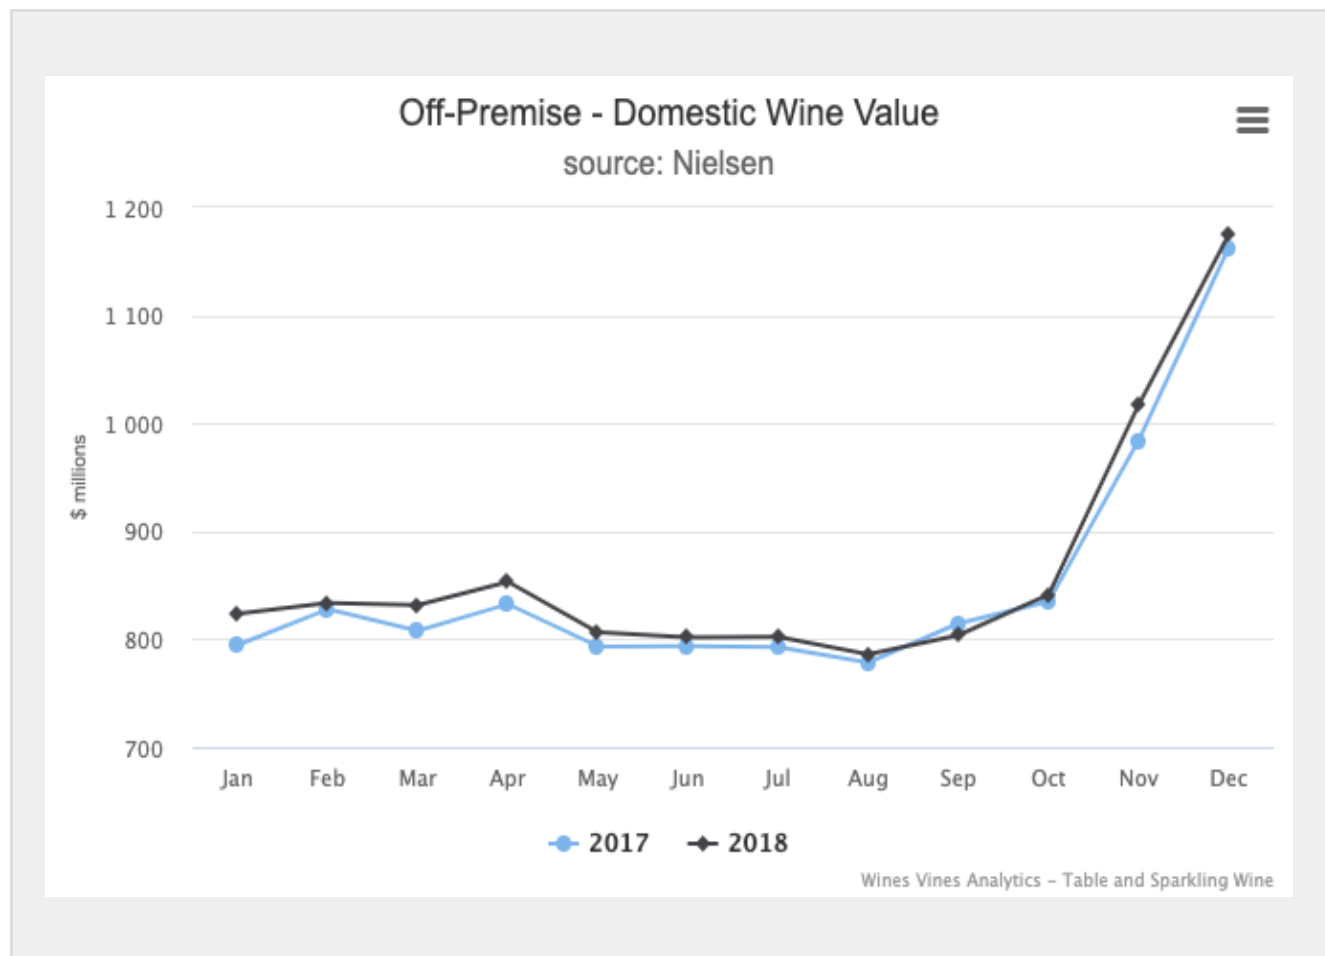 Off-Premise - Domestic Wine Value
source: Nielsen
1 200
1 100
1 000
900
800
700
$ millions
Jan Feb Mar Apr May Jun Jul Aug Sep Oct Nov Dec
2017 2018
Wines Vines Analytics – Table and Sparkling Wine